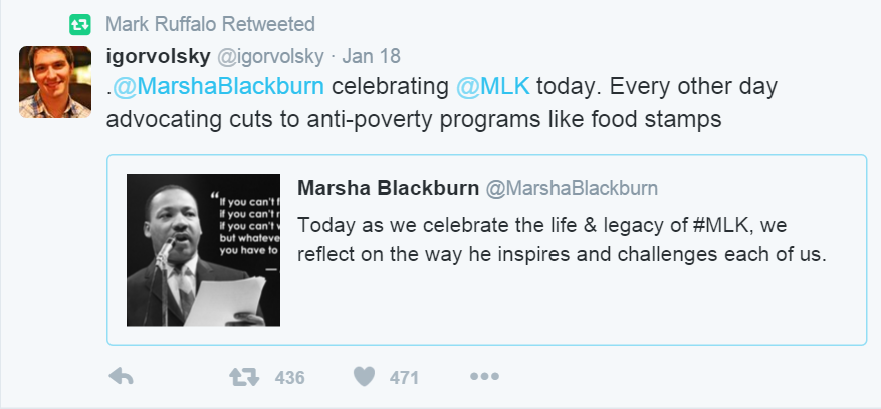 Mark Ruffalo Retweeted
igorvolsky @igorvolsky · Jan 18
.@MarshaBlackburn celebrating @MLK today. Every other day
advocating cuts to anti-poverty programs like food stamps
Marsha Blackburn @MarshaBlackburn
Today as we celebrate the life & legacy of #MLK, we
reflect on the way he inspires and challenges each of us.
“If you can't f
if you can't r
if you can't
but whateve
you have to
436 471